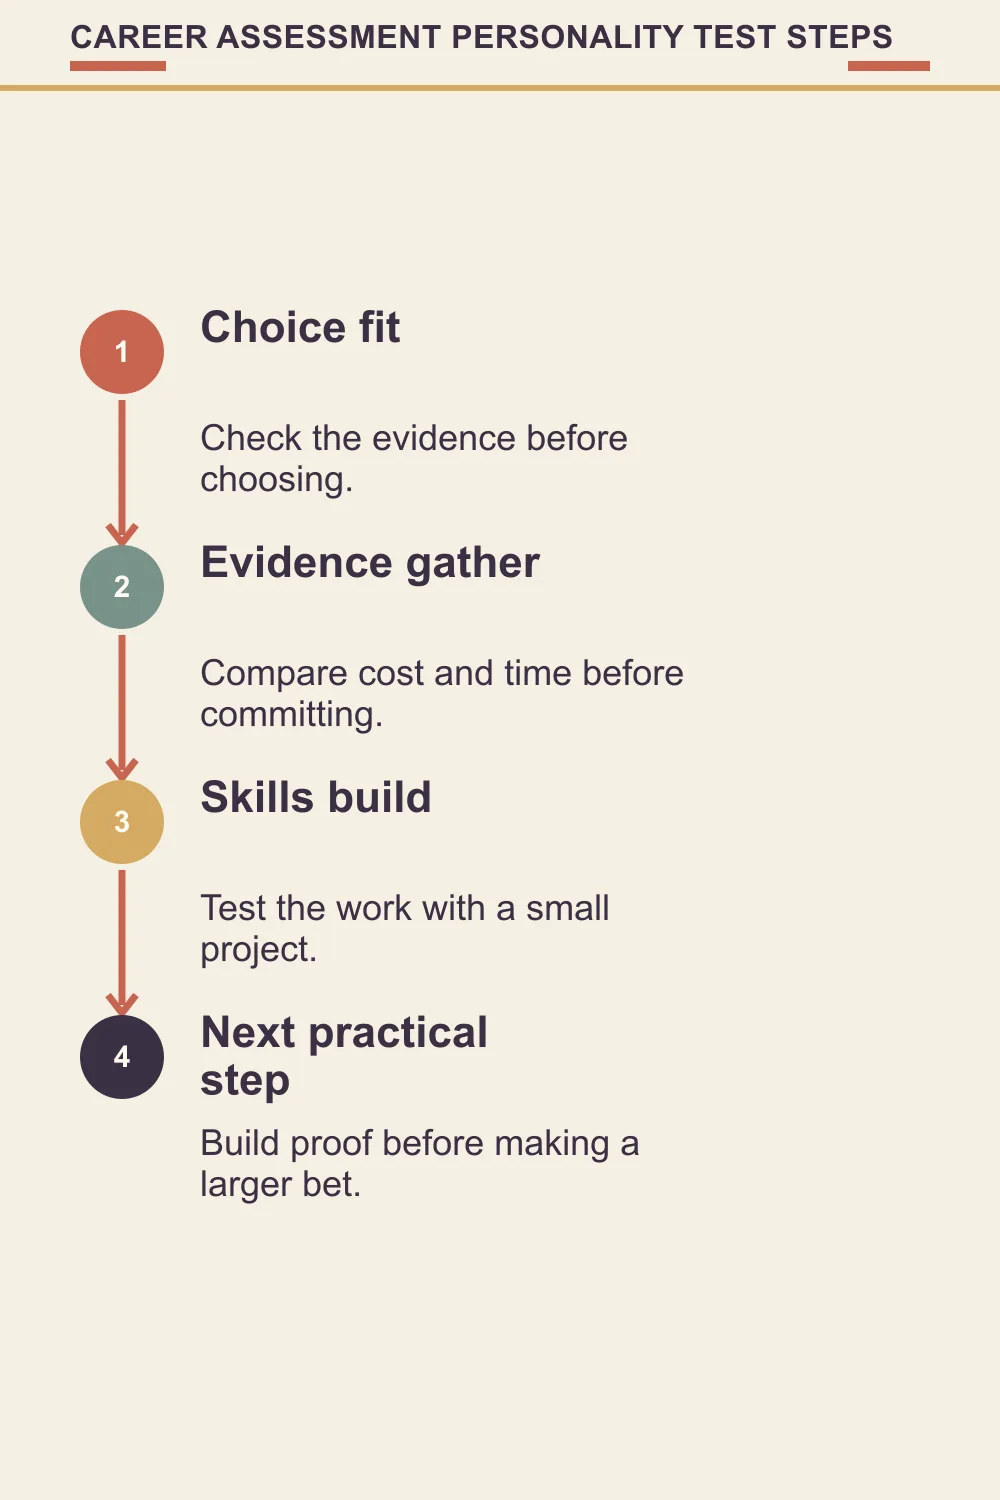 CAREER ASSESSMENT PERSONALITY TEST STEPS
1
Choice fit
Check the evidence before
choosing.
2
Evidence gather
Compare cost and time before
committing.
3
Skills build
Test the work with a small
project.
4
Next practical
step
Build proof before making a
larger bet.